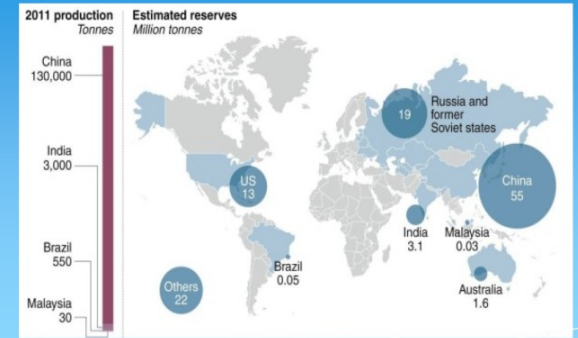 2011 production
Tonnes
China
130,000
India
3,000
Brazil
550
Malaysia
30
Estimated reserves
Million tonnes
19
Russia and
former
Soviet states
US
13
China
55
India
3.1
Malaysia
0.03
Brazil
0.05
Others
22
Australia
1.6